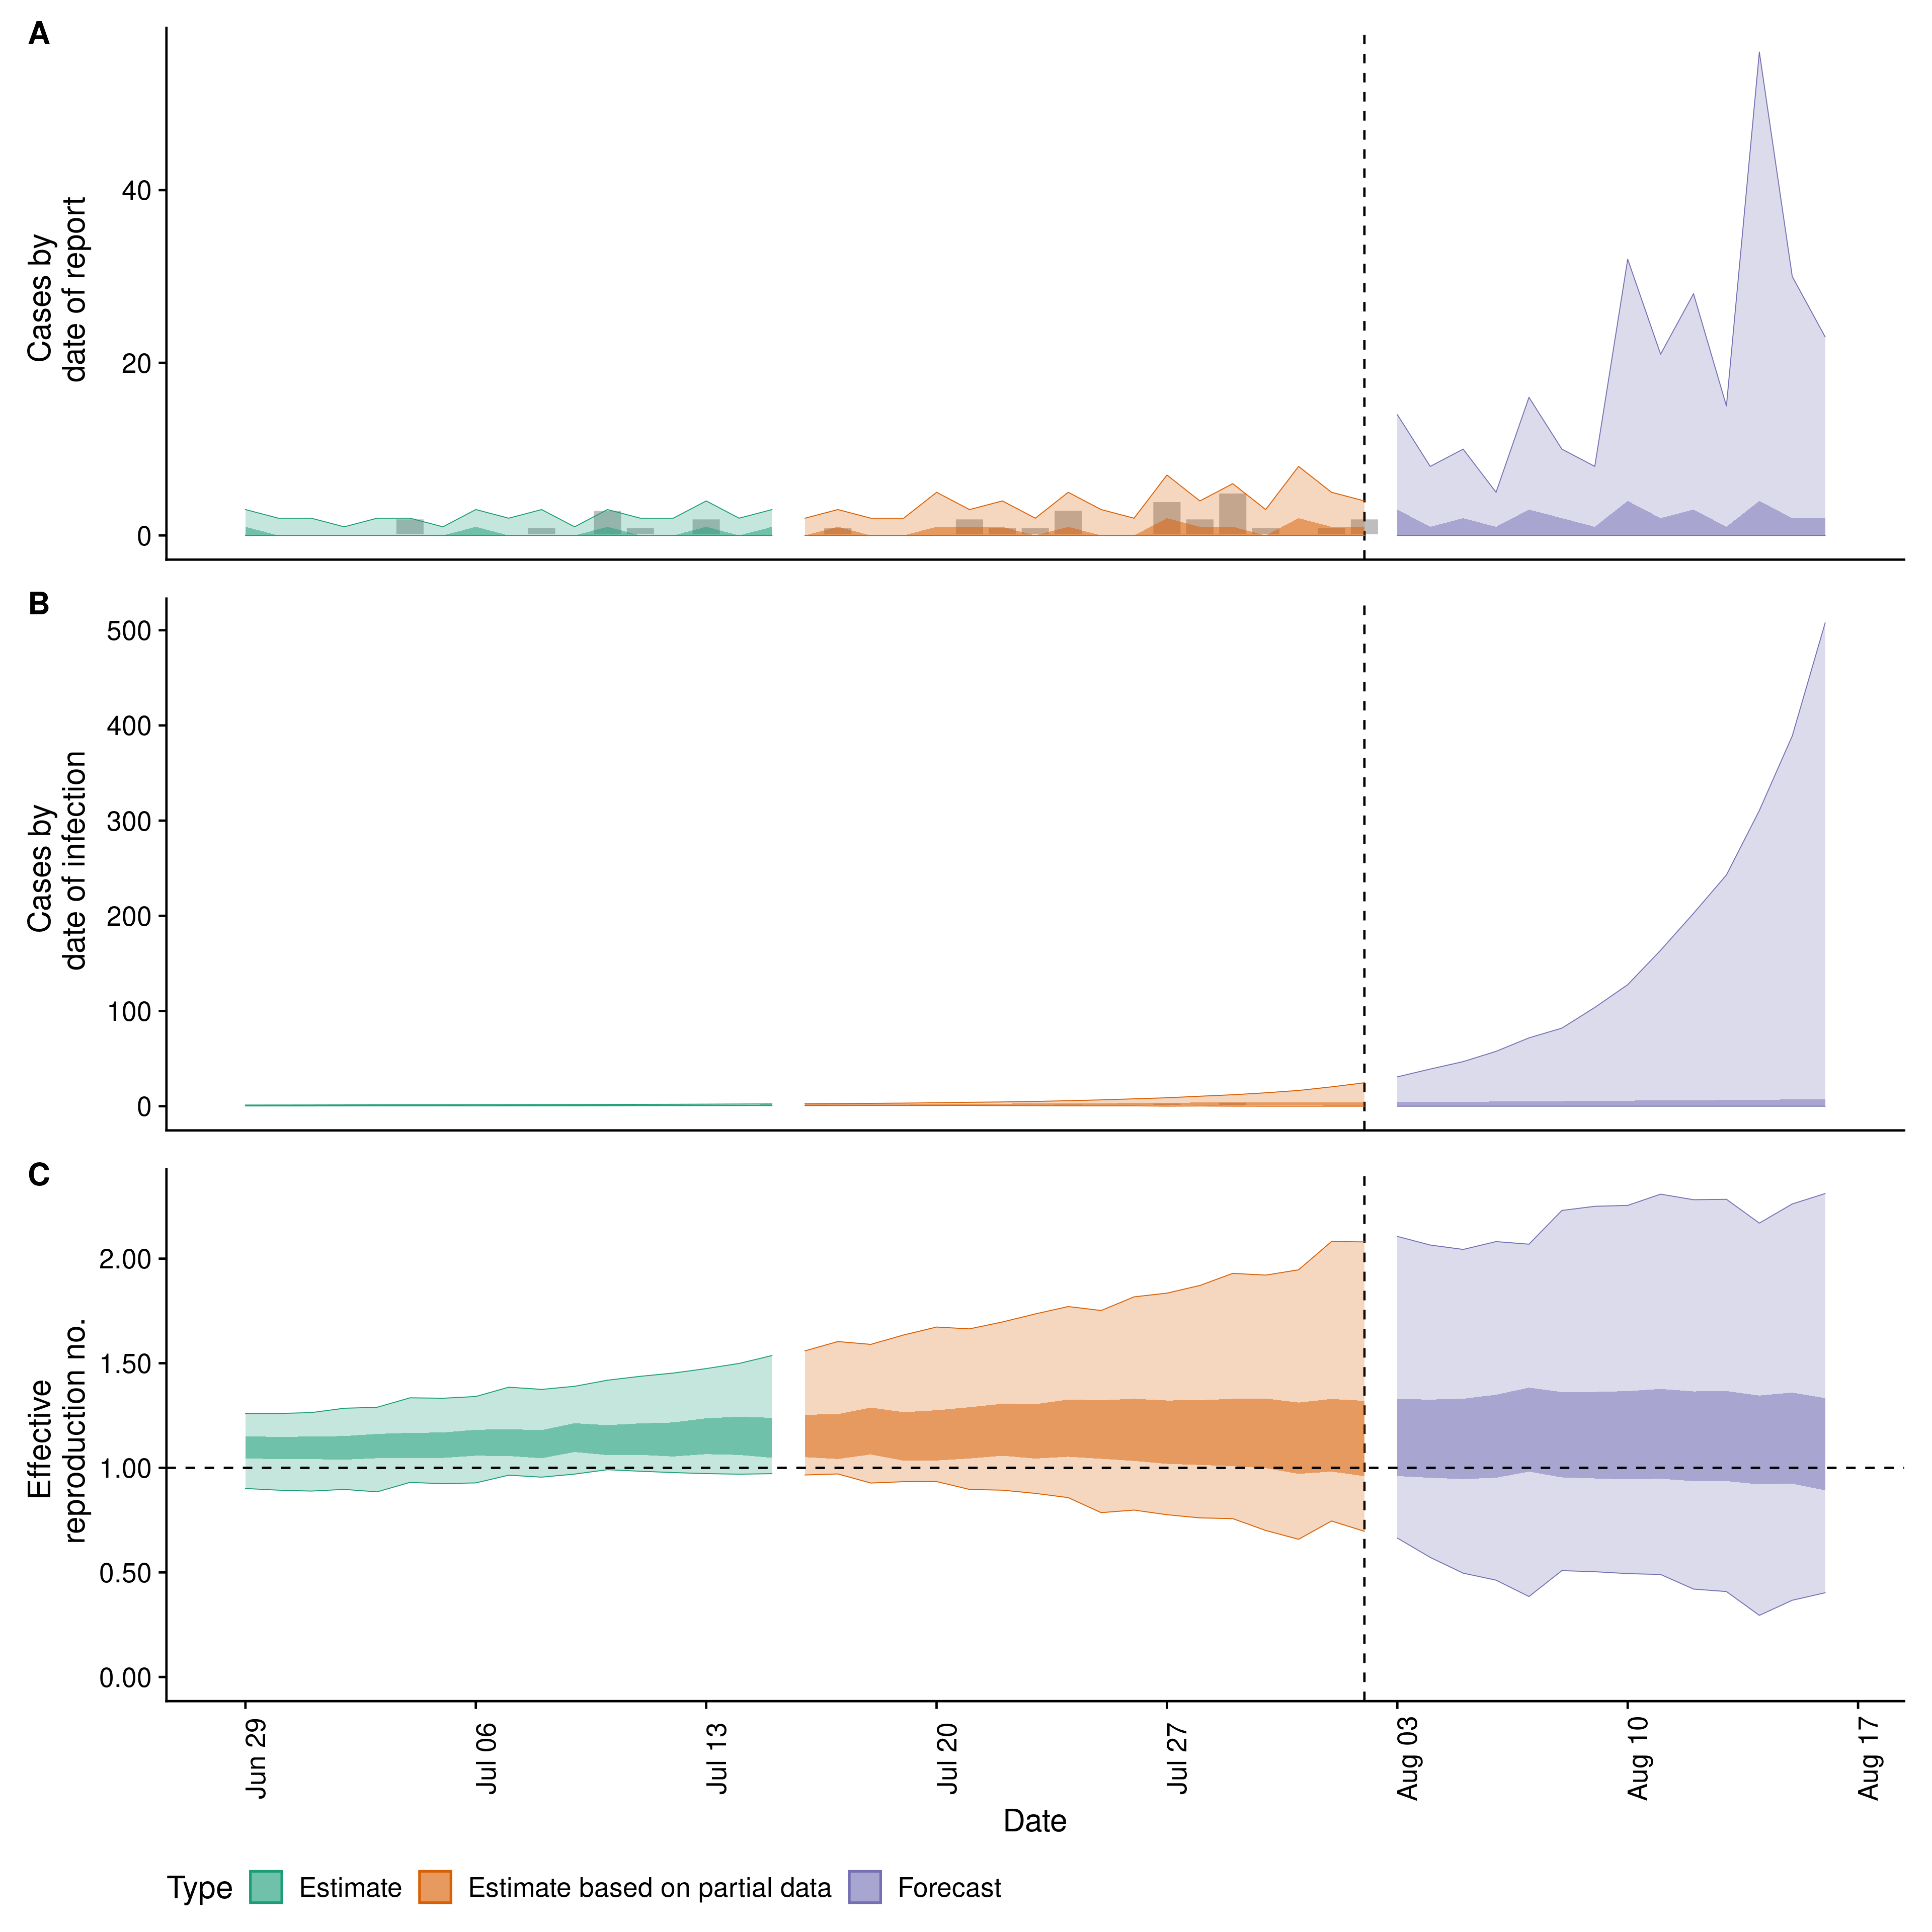 A
Cases by
date of report
40
20
0
B
Cases by
date of infection
500
400
300
200
100
0
C
Effective
reproduction no.
2.00
1.50
1.00
0.50
0.00
Jun 29
Jul 06
Jul 13
Jul 20
Jul 27
Aug 03
Aug 10
Aug 17
Date
Type
Estimate
Estimate based on partial data
Forecast